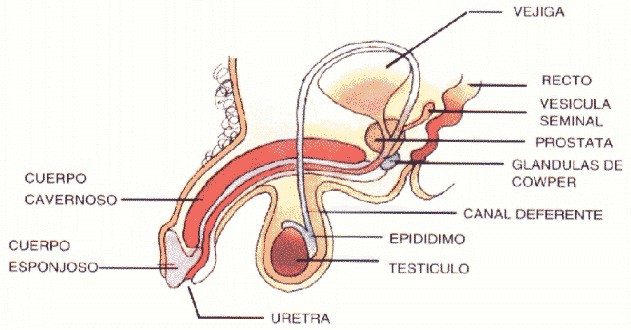 VEJIGA
RECTO
VESICULA
SEMINAL
PROSTATA
GLANDULAS DE
COWPER
CANAL DEFERENTE
EPIDIDIMO
TESTICULO
CUERPO
CAVERNOSO
CUERPO
ESPONJOSO
URETRA